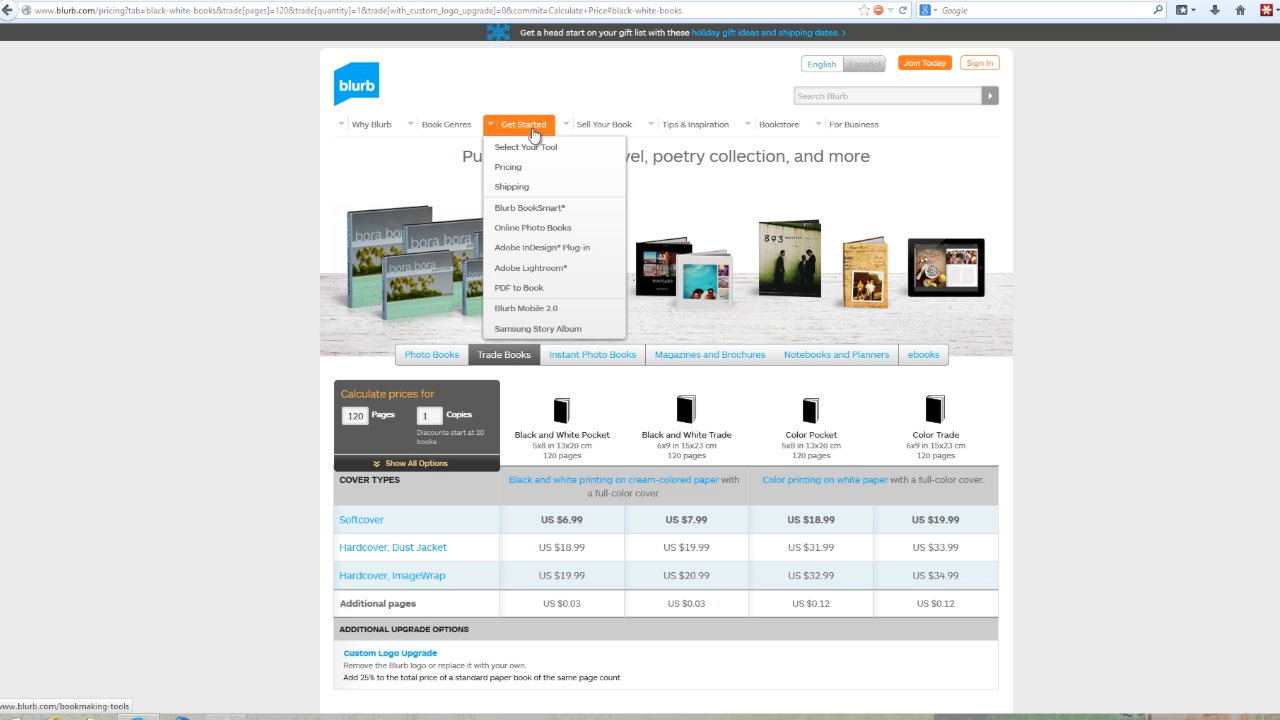 www.blurb.com/pricing?tab=black-white-books&trade[pages]=120&trade[quantity]=1&trade[with_custom_logo_upgrade]=0&commit=Calculate+Price#black-white-books
Google
Get a head start on your gift list with these holiday gift ideas and shipping dates. ›
blurb
English Español Join Today Sign In
Search Blurb
Why Blurb Book Genres Get Started Sell Your Book Tips & Inspiration Bookstore For Business
vel, poetry collection, and more
Select Your Tool
Pricing
Shipping
Blurb BookSmart®
Online Photo Books
Adobe InDesign® Plug-in
Adobe Lightroom®
PDF to Book
Blurb Mobile 2.0
Samsung Story Album
bora bora
bora bora
bora bora
893
Photo Books Trade Books Instant Photo Books Magazines and Brochures Notebooks and Planners ebooks
Calculate prices for
120 Pages 1 Copies
Discounts start at 20
books
Show All Options
Black and White Pocket
5x8 in 13x20 cm
120 pages
Black and White Trade
6x9 in 15x23 cm
120 pages
Color Pocket
5x8 in 13x20 cm
120 pages
Color Trade
6x9 in 15x23 cm
120 pages
COVER TYPES
Black and white printing on cream-colored paper with
a full-color cover.
Color printing on white paper with a full-color cover.
Softcover US $6.99 US $7.99 US $18.99 US $19.99
Hardcover, Dust Jacket US $18.99 US $19.99 US $31.99 US $33.99
Hardcover, ImageWrap US $19.99 US $20.99 US $32.99 US $34.99
Additional pages US $0.03 US $0.03 US $0.12 US $0.12
ADDITIONAL UPGRADE OPTIONS
Custom Logo Upgrade
Remove the Blurb logo or replace it with your own.
Add 25% to the total price of a standard paper book of the same page count
www.blurb.com/bookmaking-tools